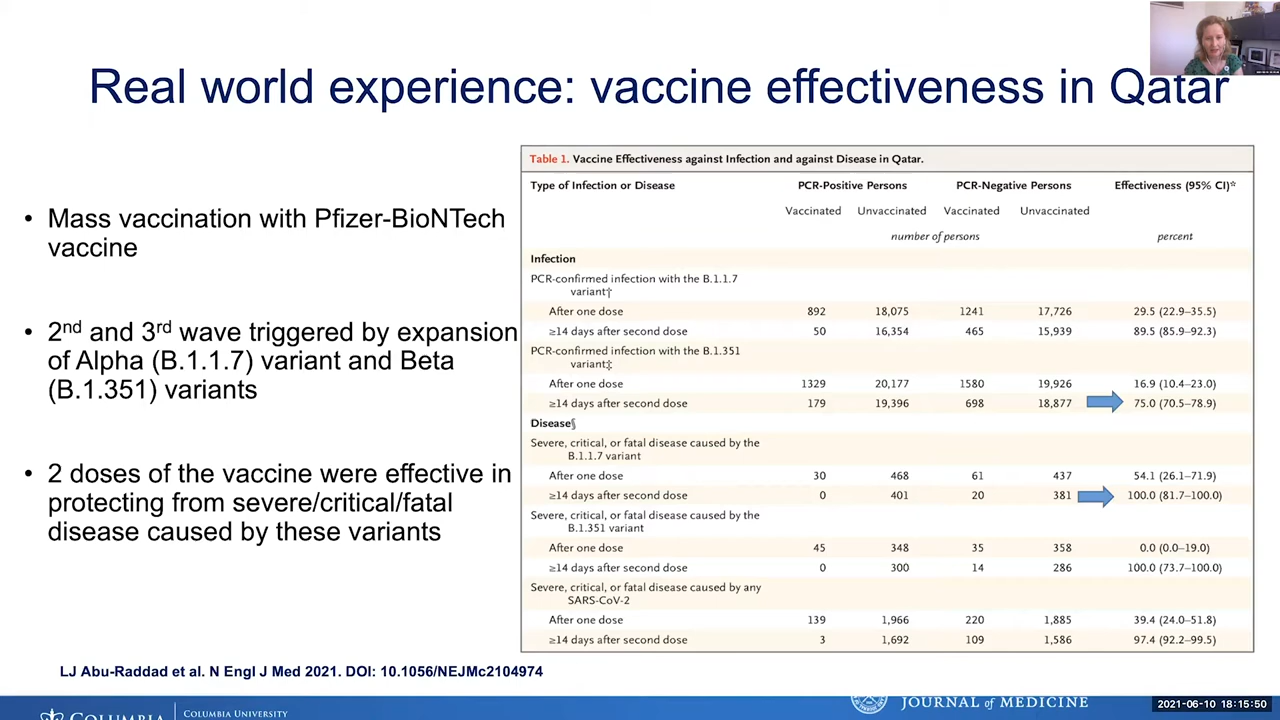 Real world experience: vaccine effectiveness in Qatar
• Mass vaccination with Pfizer-BioNTech
vaccine
• 2nd and 3rd wave triggered by expansion
of Alpha (B.1.1.7) variant and Beta
(B.1.351) variants
• 2 doses of the vaccine were effective in
protecting from severe/critical/fatal
disease caused by these variants
Table 1. Vaccine Effectiveness against Infection and against Disease in Qatar.
Type of Infection or Disease PCR-Positive Persons PCR-Negative Persons Effectiveness (95% CI)*
Vaccinated Unvaccinated Vaccinated Unvaccinated
number of persons percent
Infection
PCR-confirmed infection with the B.1.1.7
variant†
After one dose 892 18,075 1241 17,726 29.5 (22.9–35.5)
≥14 days after second dose 50 16,354 465 15,939 89.5 (85.9–92.3)
PCR-confirmed infection with the B.1.351
variant‡
After one dose 1329 20,177 1580 19,926 16.9 (10.4–23.0)
≥14 days after second dose 179 19,396 698 18,877 75.0 (70.5–78.9)
Disease§
Severe, critical, or fatal disease caused by the
B.1.1.7 variant
After one dose 30 468 61 437 54.1 (26.1–71.9)
≥14 days after second dose 0 401 20 381 100.0 (81.7–100.0)
Severe, critical, or fatal disease caused by the
B.1.351 variant
After one dose 45 348 35 358 0.0 (0.0–19.0)
≥14 days after second dose 0 300 14 286 100.0 (73.7–100.0)
Severe, critical, or fatal disease caused by any
SARS-CoV-2
After one dose 139 1,966 220 1,885 39.4 (24.0–51.8)
≥14 days after second dose 3 1,692 109 1,586 97.4 (92.2–99.5)
LJ Abu-Raddad et al. N Engl J Med 2021. DOI: 10.1056/NEJMc2104974
COLUMBIA
COLUMBIA UNIVERSITY
JOURNAL of MEDICINE
2021-06-10 18:15:50